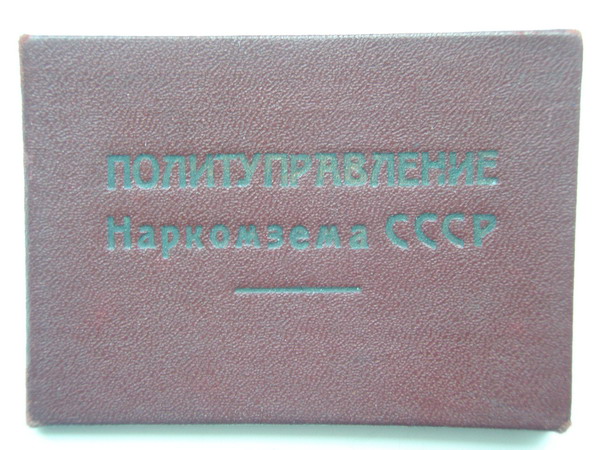 ПОЛИТУПРАВЛЕНИЕ
Наркомзема СССР